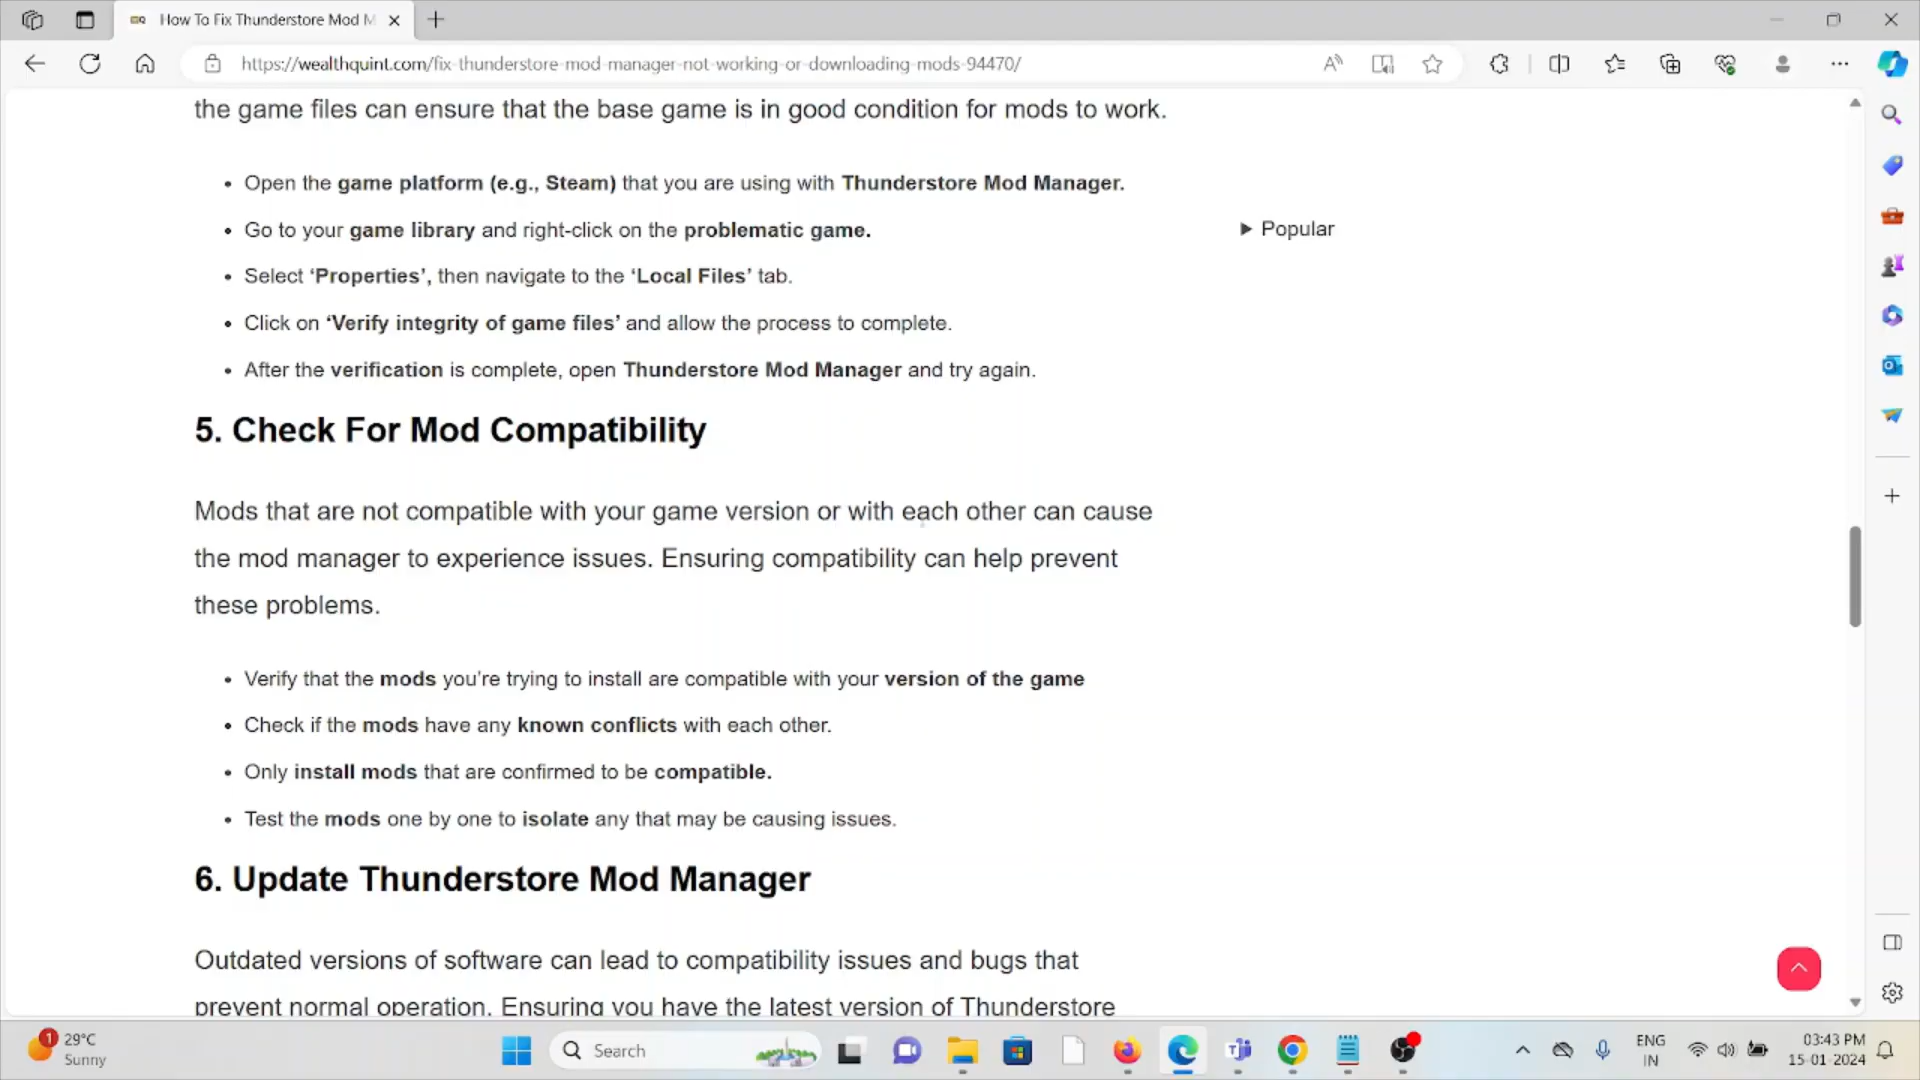 How To Fix Thunderstore Mod M
https://wealthquint.com/fix-thunderstore-mod-manager-not-working-or-downloading-mods-94470/
the game files can ensure that the base game is in good condition for mods to work.
• Open the game platform (e.g., Steam) that you are using with Thunderstore Mod Manager.
• Go to your game library and right-click on the problematic game.
Popular
• Select ‘Properties’, then navigate to the ‘Local Files’ tab.
• Click on ‘Verify integrity of game files’ and allow the process to complete.
• After the verification is complete, open Thunderstore Mod Manager and try again.
5. Check For Mod Compatibility
Mods that are not compatible with your game version or with each other can cause
the mod manager to experience issues. Ensuring compatibility can help prevent
these problems.
• Verify that the mods you’re trying to install are compatible with your version of the game
• Check if the mods have any known conflicts with each other.
• Only install mods that are confirmed to be compatible.
• Test the mods one by one to isolate any that may be causing issues.
6. Update Thunderstore Mod Manager
Outdated versions of software can lead to compatibility issues and bugs that
prevent normal operation. Ensuring you have the latest version of Thunderstore
1
29°C
Sunny
Search
ENG
IN
03:43 PM
15-01-2024